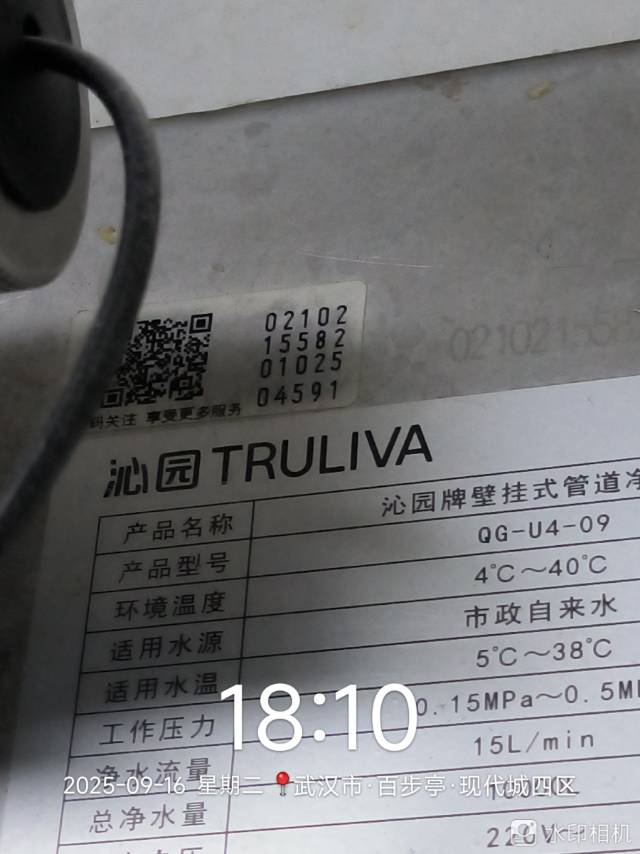 02102
15582
01025
04591
码关注 享受更多服务
021021558
沁园 TRULIVA
产品名称 沁园牌壁挂式管道净
产品型号 QG-U4-09
环境温度 4℃~40℃
适用水源 市政自来水
适用水温 5℃~38℃
工作压力 0.15MPa~0.5M
净水流量 15L/min
总净水量
220V
18:10
2025-09-16 星期二 武汉市·百步亭·现代城四区
水印相机